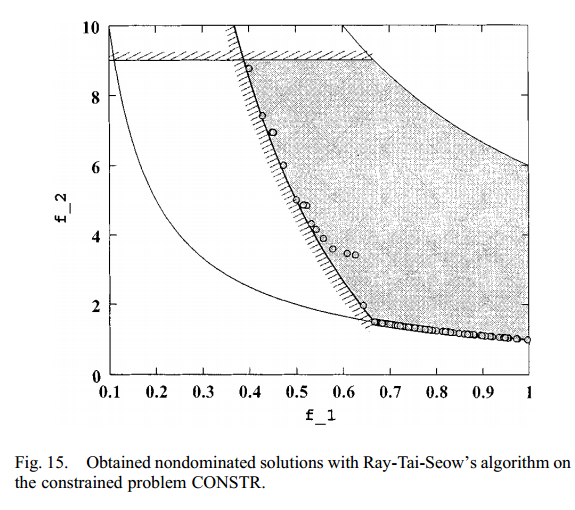 10
8
6
4
2
0
f_2
0.1 0.2 0.3 0.4 0.5 0.6 0.7 0.8 0.9 1
f_1
Fig. 15. Obtained nondominated solutions with Ray-Tai-Seow's algorithm on
the constrained problem CONSTR.